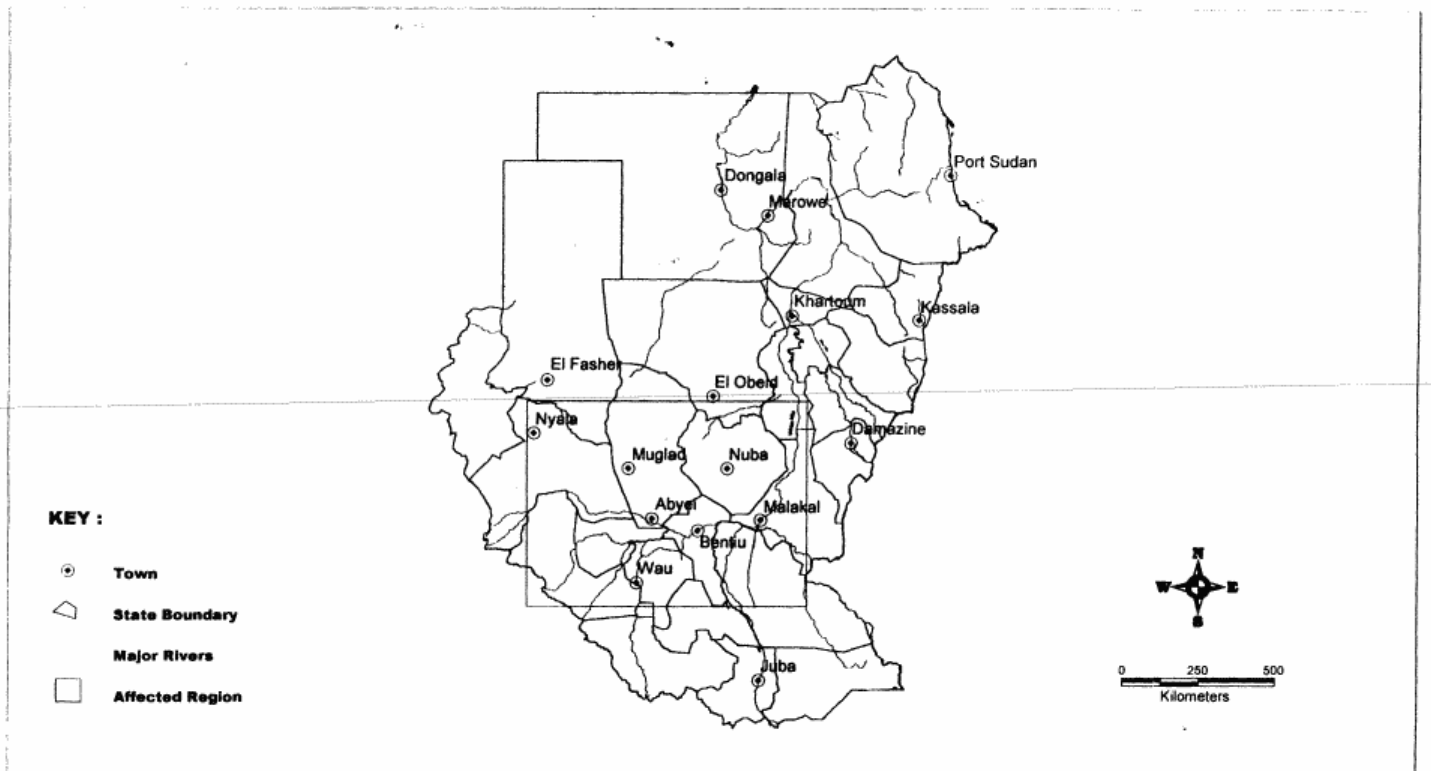 Port Sudan
Dongala
Merowe
Khartoum
Kassala
El Fasher
El Obeid
Nyala
Damazine
Muglad
Nuba
Abyei
Malakal
Bentiu
Wau
Juba
KEY :
Town
State Boundary
Major Rivers
Affected Region
N
W E
S
0 250 500
Kilometers